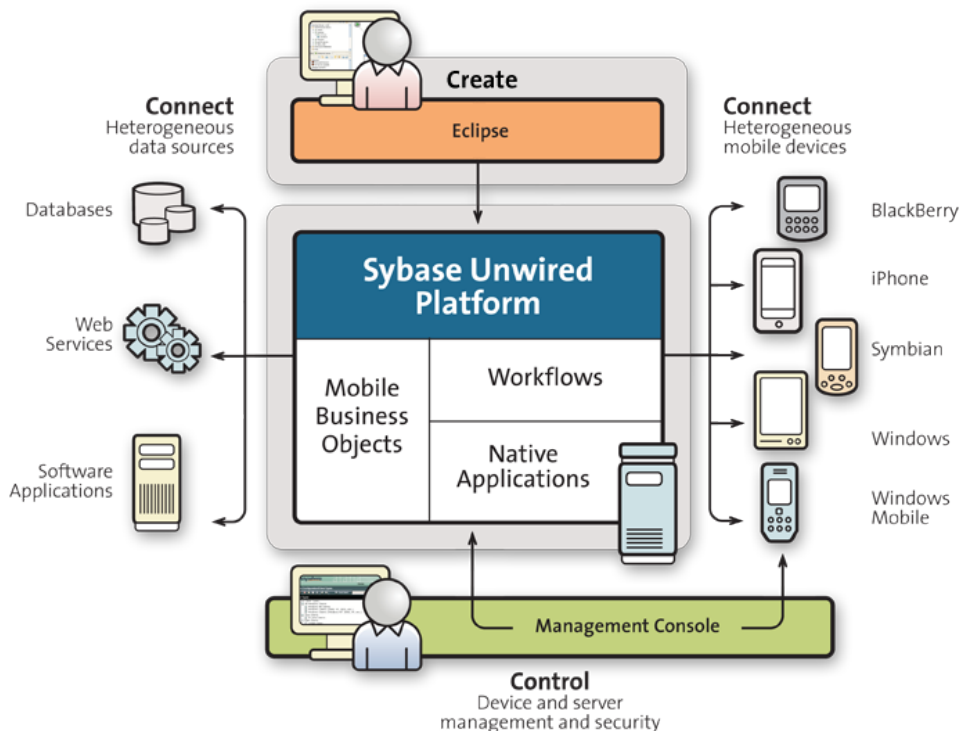 Create
Eclipse
Connect
Heterogeneous
data sources
Databases
Web
Services
Software
Applications
Connect
Heterogeneous
mobile devices
BlackBerry
iPhone
Symbian
Windows
Windows
Mobile
Sybase Unwired
Platform
Mobile
Business
Objects
Workflows
Native
Applications
Management Console
Control
Device and server
management and security